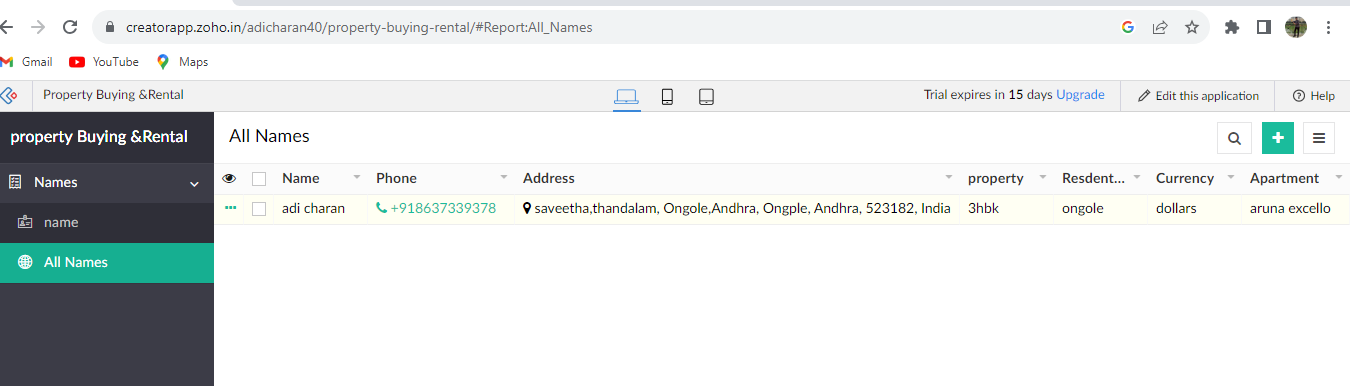 creatorapp.zoho.in/adicharan40/property-buying-rental/#Report:All_Names
Gmail YouTube Maps
Property Buying &Rental Trial expires in 15 days Upgrade Edit this application Help
property Buying &Rental All Names
Names
Name Phone Address property Resdent... Currency Apartment
adi charan +918637339378 saveetha,thandalam, Ongole,Andhra, Ongple, Andhra, 523182, India 3hbk ongole dollars aruna excello
name
All Names